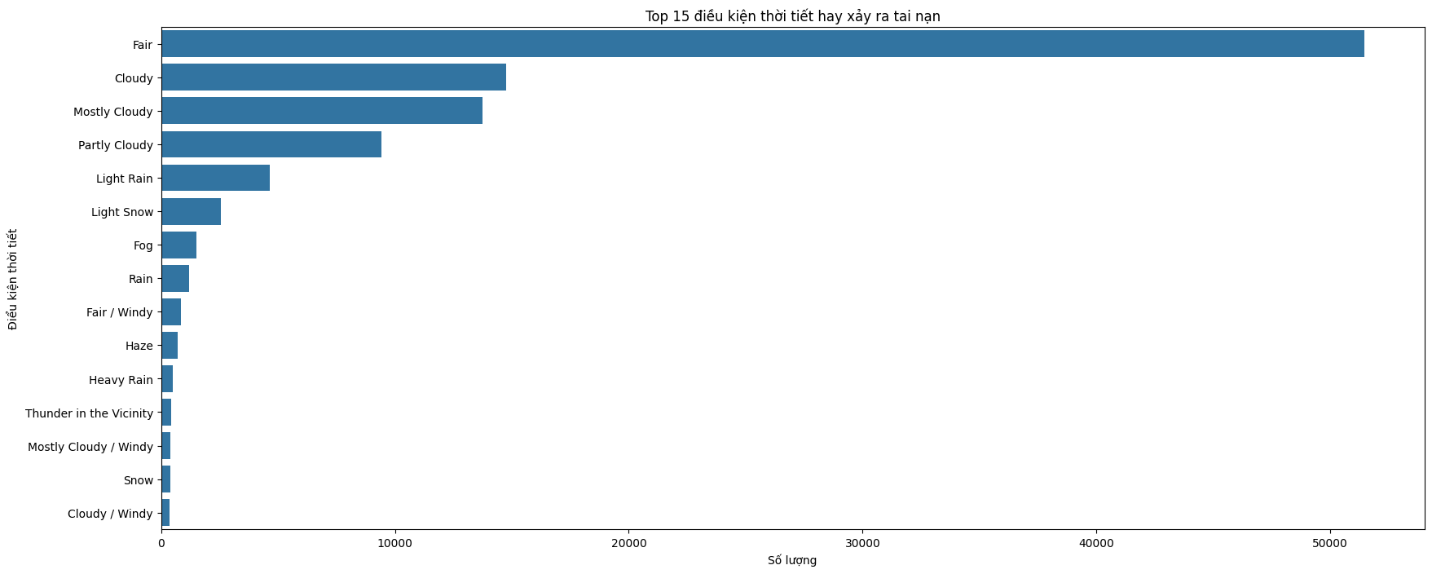 Top 15 điều kiện thời tiết hay xảy ra tai nạn
Điều kiện thời tiết
Fair
Cloudy
Mostly Cloudy
Partly Cloudy
Light Rain
Light Snow
Fog
Rain
Fair / Windy
Haze
Heavy Rain
Thunder in the Vicinity
Mostly Cloudy / Windy
Snow
Cloudy / Windy
0 10000 20000 30000 40000 50000
Số lượng